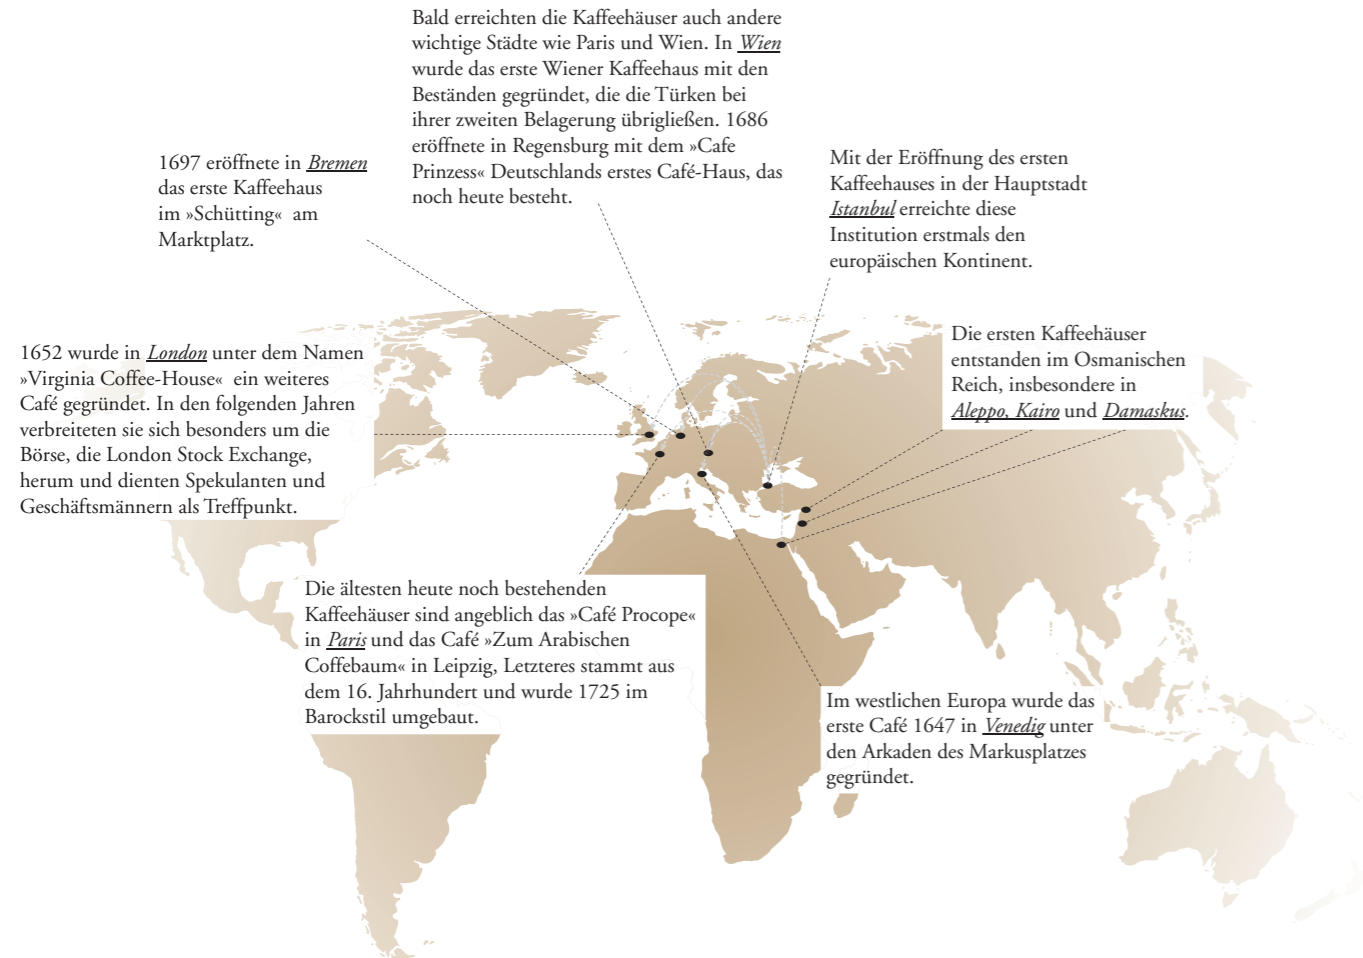 Bald erreichten die Kaffeehäuser auch andere
wichtige Städte wie Paris und Wien. In Wien
wurde das erste Wiener Kaffeehaus mit den
Beständen gegründet, die die Türken bei
ihrer zweiten Belagerung übrigließen. 1686
eröffnete in Regensburg mit dem »Cafe
Prinzess« Deutschlands erstes Café-Haus, das
noch heute besteht.
1697 eröffnete in Bremen
das erste Kaffeehaus
im »Schütting« am
Marktplatz.
Mit der Eröffnung des ersten
Kaffeehauses in der Hauptstadt
Istanbul erreichte diese
Institution erstmals den
europäischen Kontinent.
Die ersten Kaffeehäuser
entstanden im Osmanischen
Reich, insbesondere in
Aleppo, Kairo und Damaskus.
1652 wurde in London unter dem Namen
»Virginia Coffee-House« ein weiteres
Café gegründet. In den folgenden Jahren
verbreiteten sie sich besonders um die
Börse, die London Stock Exchange,
herum und dienten Spekulanten und
Geschäftsmännern als Treffpunkt.
Die ältesten heute noch bestehenden
Kaffeehäuser sind angeblich das »Café Procope«
in Paris und das Café »Zum Arabischen
Coffebaum« in Leipzig, Letzteres stammt aus
dem 16. Jahrhundert und wurde 1725 im
Barockstil umgebaut.
Im westlichen Europa wurde das
erste Café 1647 in Venedig unter
den Arkaden des Markusplatzes
gegründet.